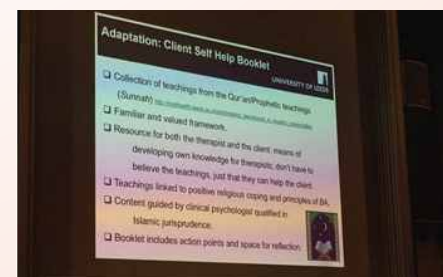 Adaptation: Client Self Help Booklet
UNIVERSITY OF LEEDS
❑ Collection of teachings from the Qur'an/Prophetic teachings
(Sunnah)
❑ Familiar and valued framework.
❑ Resource for both the therapist and the client: means of
developing own knowledge for therapists, don't have to
believe the teachings, just that they can help the client.
❑ Teachings linked to positive religious coping and principles of BA.
❑ Content guided by clinical psychologist qualified in
Islamic jurisprudence.
❑ Booklet includes action points and space for reflection